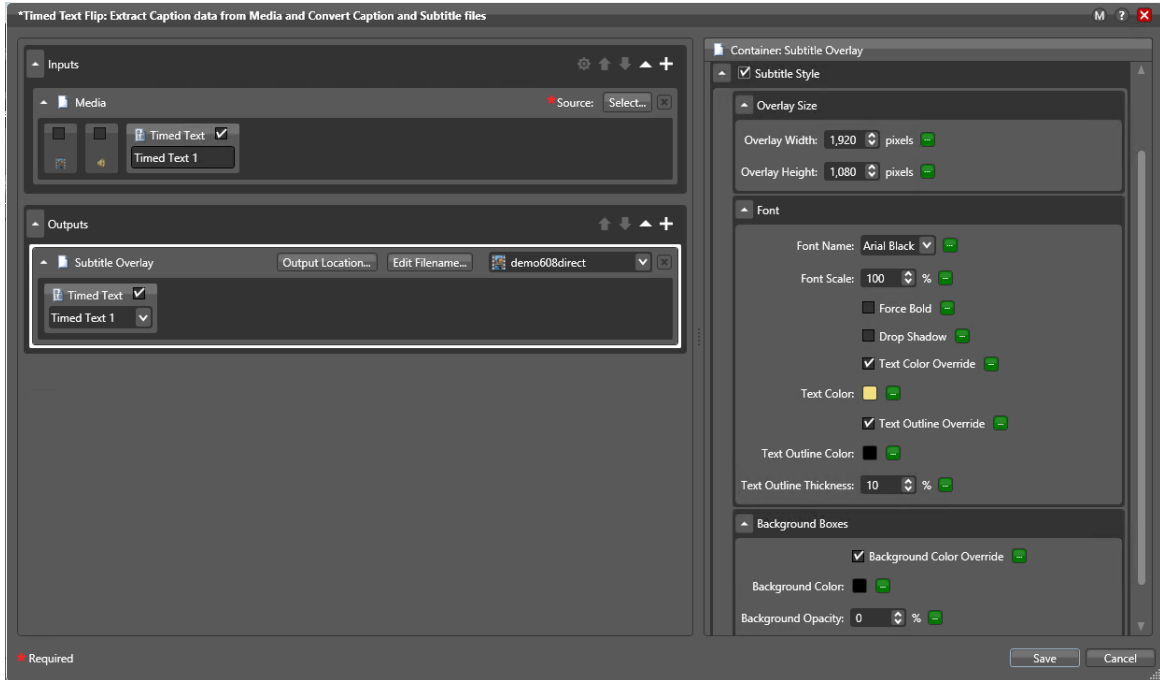 *Timed Text Flip: Extract Caption data from Media and Convert Caption and Subtitle files
M ?
Inputs
Media
*Source: Select...
Timed Text
Timed Text 1
Outputs
Subtitle Overlay
Output Location...
Edit Filename...
demo608direct
Timed Text
Timed Text 1
Container: Subtitle Overlay
Subtitle Style
Overlay Size
Overlay Width: 1,920 pixels
Overlay Height: 1,080 pixels
Font
Font Name: Arial Black
Font Scale: 100 %
Force Bold
Drop Shadow
Text Color Override
Text Color:
Text Outline Override
Text Outline Color:
Text Outline Thickness: 10 %
Background Boxes
Background Color Override
Background Color:
Background Opacity: 0 %
*Required
Save
Cancel